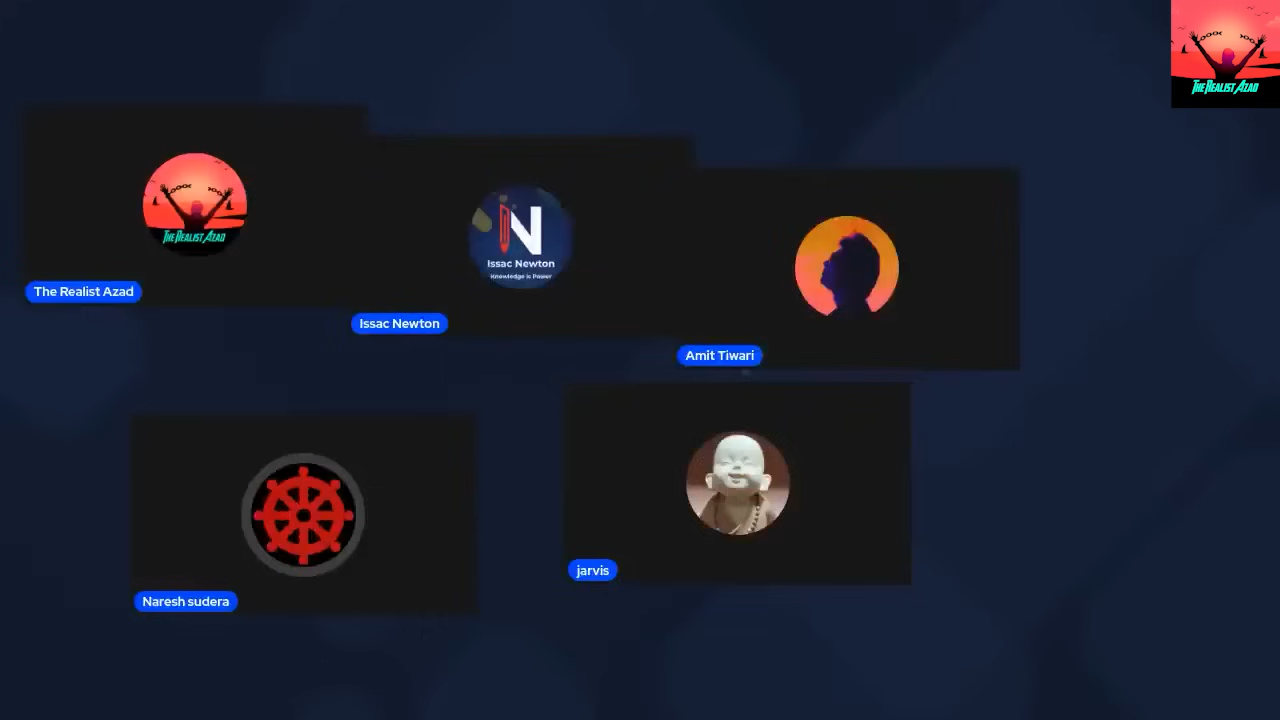 The Realist Azad
The Realist Azad
The Realist Azad
Issac Newton
Knowledge is Power
Issac Newton
Amit Tiwari
Naresh sudera
jarvis